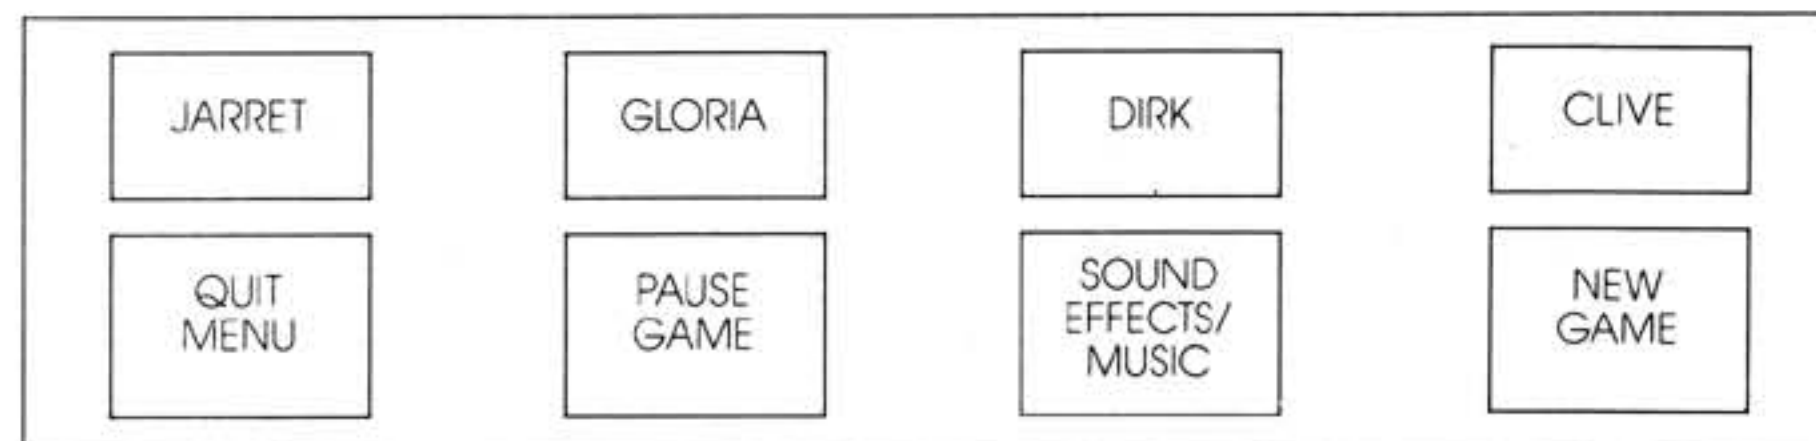 JARRET
GLORIA
DIRK
CLIVE
QUIT
MENU
PAUSE
GAME
SOUND
EFFECTS/
MUSIC
NEW
GAME